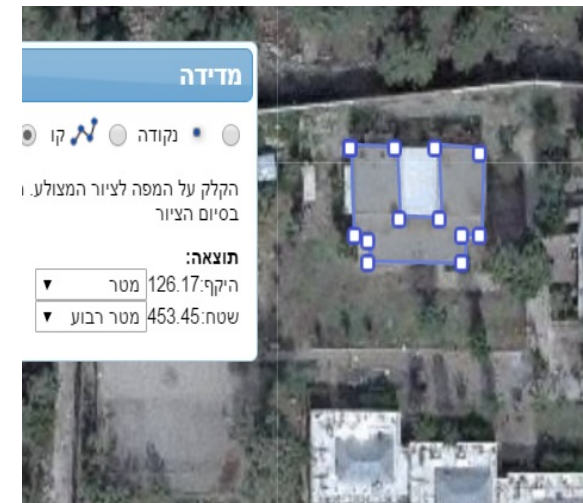 מדידה
נקודה קו
הקלק על המפה לציור המצולע.
בסיום הציור
תוצאה:
היקף:126.17 מטר
שטח:453.45 מטר רבוע